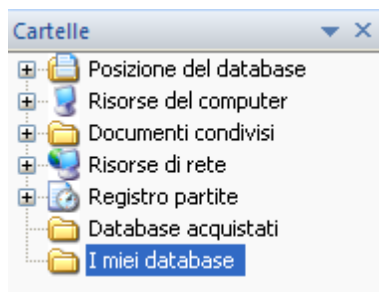 Cartelle
Posizione del database
Risorse del computer
Documenti condivisi
Risorse di rete
Registro partite
Database acquistati
I miei database